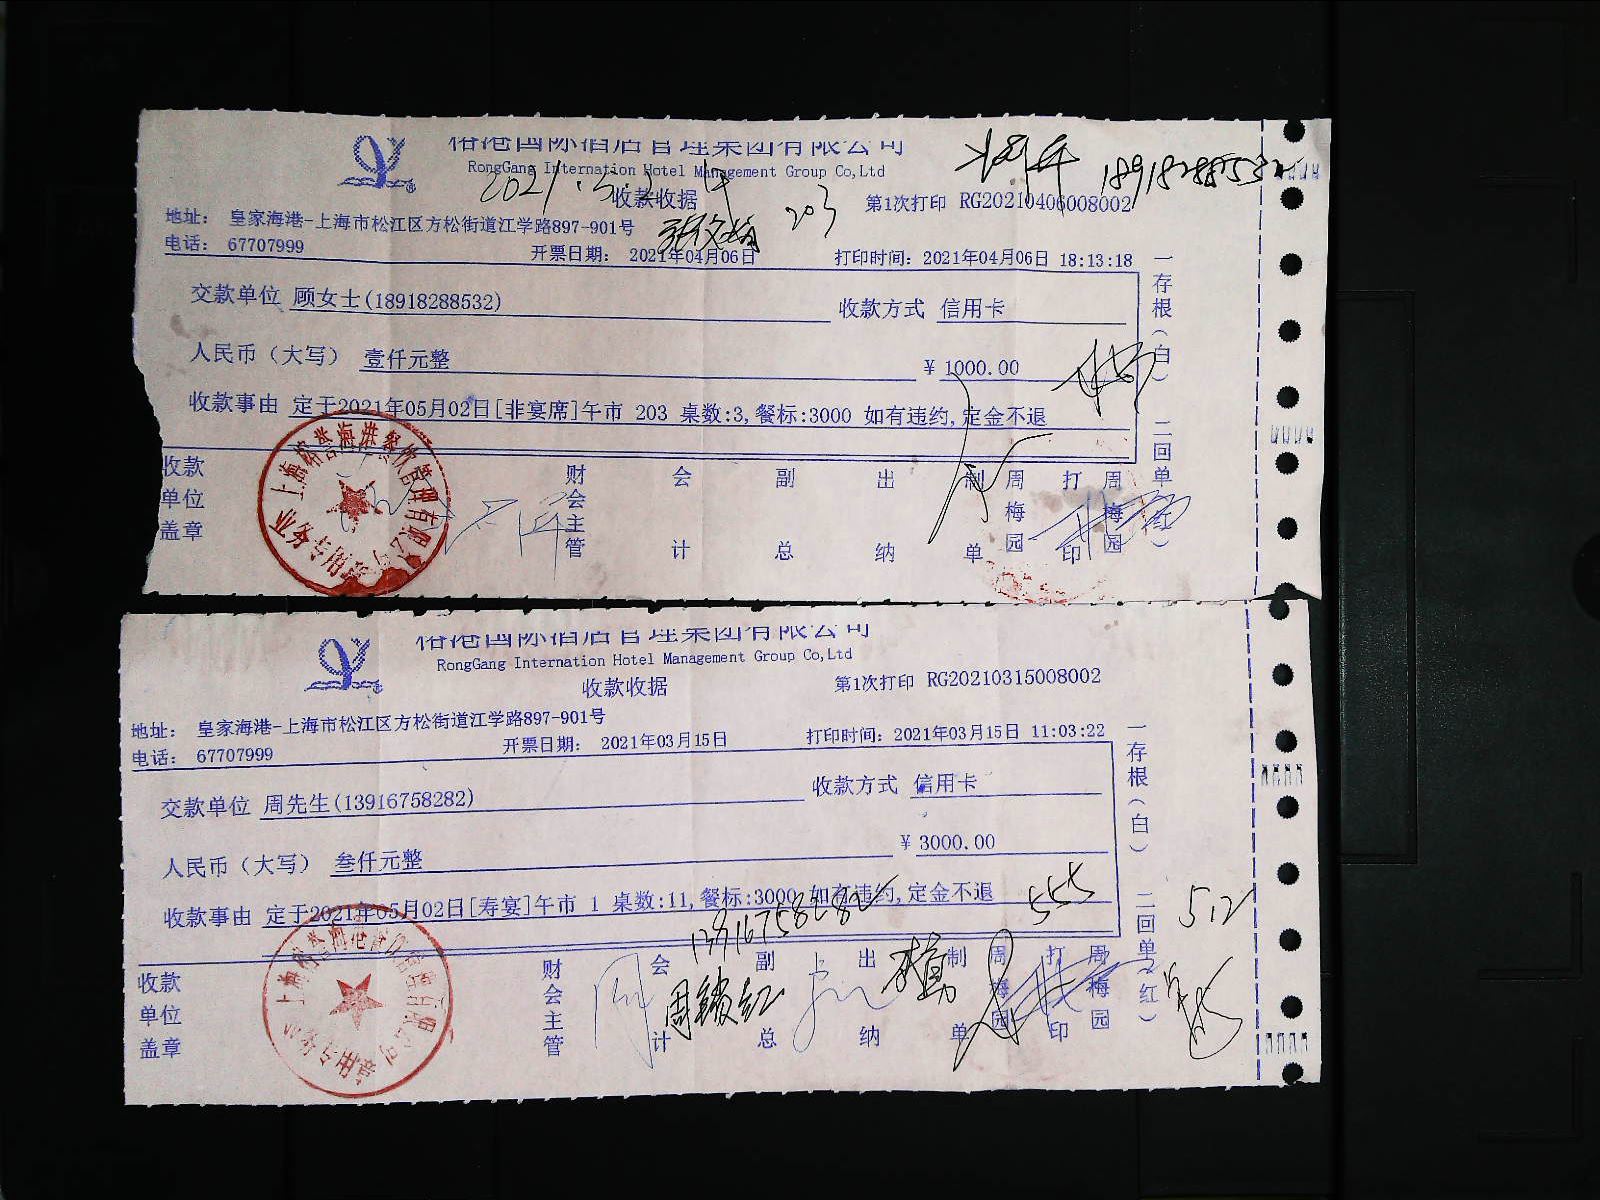 榕港国际酒店管理集团有限公司
RongGang International Hotel Management Group Co,Ltd
18918288532
2021.5.2
收款收据
203
第1次打印 RG20210406008002
地址： 皇家海港-上海市松江区方松街道江学路897-901号
电话： 67707999
开票日期： 2021年04月06日
打印时间：2021年04月06日 18:13:18
交款单位 顾女士(18918288532)
收款方式 信用卡
人民币（大写） 壹仟元整
￥ 1000.00
收款事由 定于2021年05月02日[非宴席]午市 203 桌数:3,餐标:3000 如有违约,定金不退
收款单位盖章
财会主管
会计
副总
出纳
制单
周梅园
打印
周梅园
一存根（白）二回单（红）
业务专用章
榕港国际酒店管理集团有限公司
RongGang Internation Hotel Management Group Co,Ltd
收款收据
第1次打印 RG20210315008002
地址： 皇家海港-上海市松江区方松街道江学路897-901号
电话： 67707999
开票日期： 2021年03月15日
打印时间：2021年03月15日 11:03:22
交款单位 周先生(13916758282)
收款方式 信用卡
人民币（大写） 叁仟元整
￥ 3000.00
收款事由 定于2021年05月02日[寿宴]午市 1 桌数:11,餐标:3000 如有违约,定金不退
13916758282
555
512
收款单位盖章
财会主管
会计
副总
出纳
制单
周梅园
打印
周梅园
一存根（白）二回单（红）
业务专用章